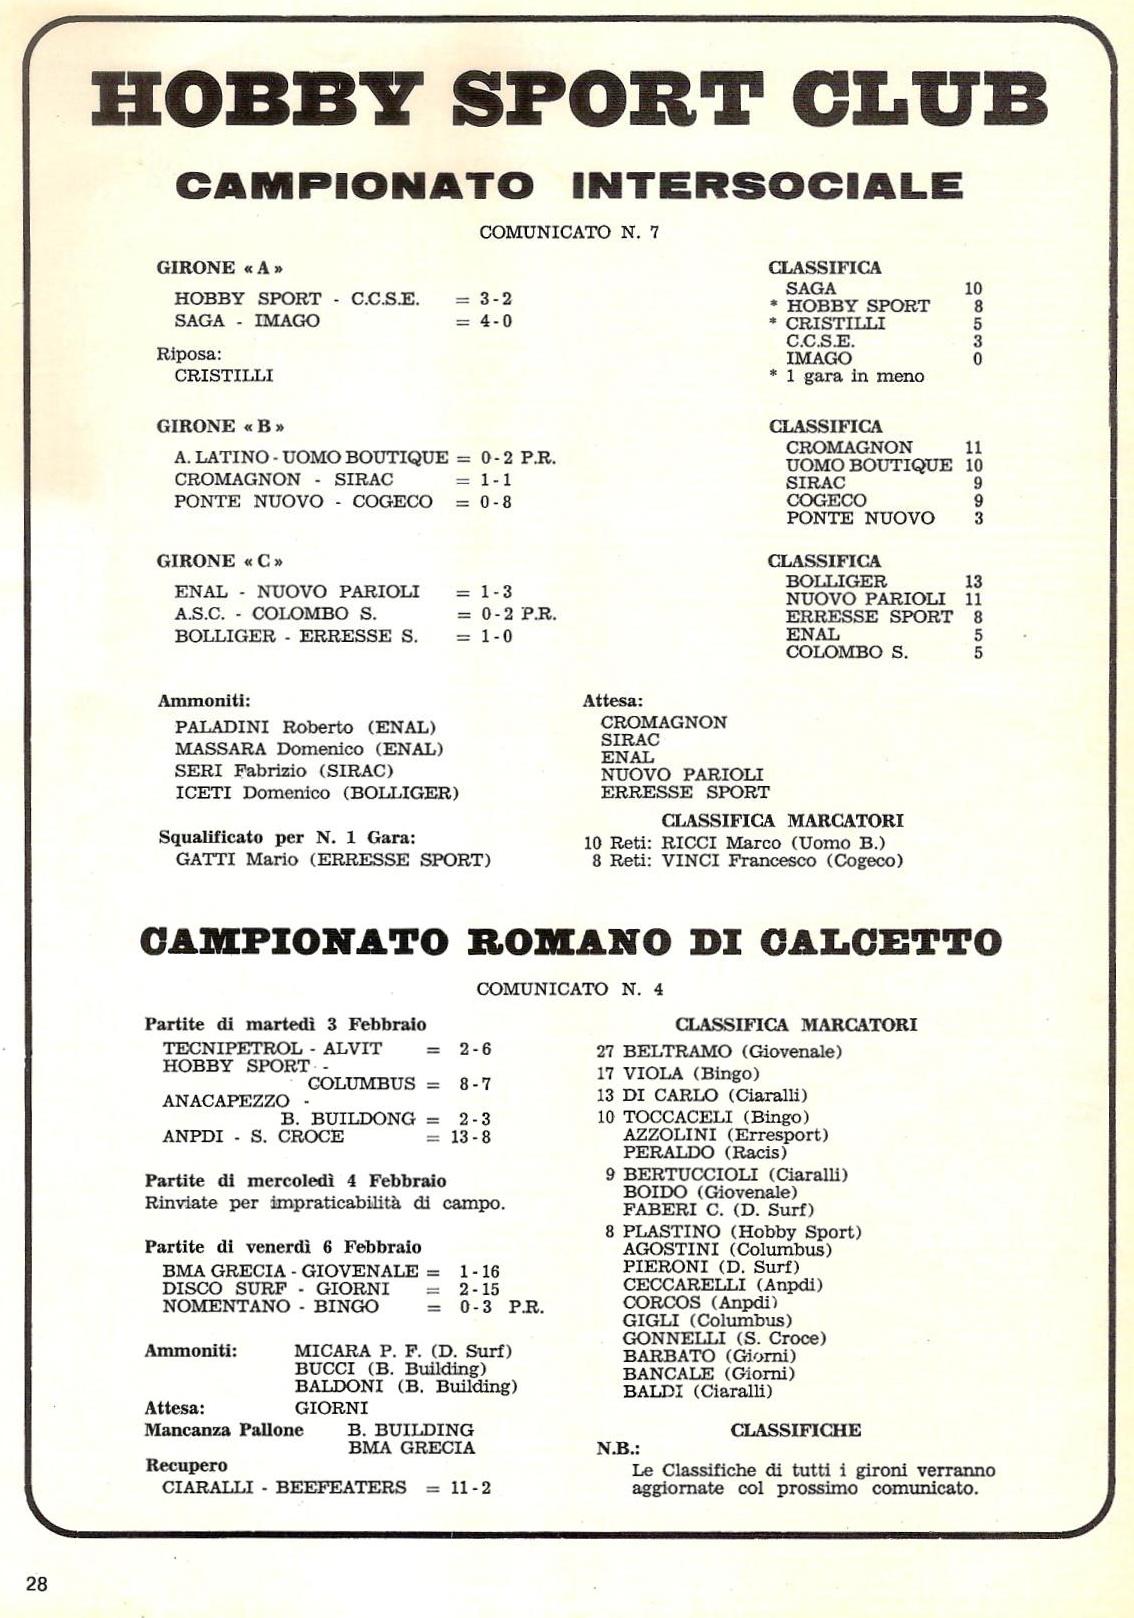 HOBBY SPORT CLUB
CAMPIONATO INTERSOCIALE
COMUNICATO N. 7
GIRONE « A »
HOBBY SPORT - C.C.S.E. = 3-2
SAGA - IMAGO = 4-0
Riposa:
CRISTILLI
CLASSIFICA
SAGA 10
* HOBBY SPORT 8
* CRISTILLI 5
C.C.S.E. 3
IMAGO 0
* 1 gara in meno
GIRONE « B »
A. LATINO - UOMO BOUTIQUE = 0-2 P.R.
CROMAGNON - SIRAC = 1-1
PONTE NUOVO - COGECO = 0-8
CLASSIFICA
CROMAGNON 11
UOMO BOUTIQUE 10
SIRAC 9
COGECO 9
PONTE NUOVO 3
GIRONE « C »
ENAL - NUOVO PARIOLI = 1-3
A.S.C. - COLOMBO S. = 0-2 P.R.
BOLLIGER - ERRESSE S. = 1-0
CLASSIFICA
BOLLIGER 13
NUOVO PARIOLI 11
ERRESSE SPORT 8
ENAL 5
COLOMBO S. 5
Ammoniti:
PALADINI Roberto (ENAL)
MASSARA Domenico (ENAL)
SERI Fabrizio (SIRAC)
ICETI Domenico (BOLLIGER)
Squalificato per N. 1 Gara:
GATTI Mario (ERRESSE SPORT)
Attesa:
CROMAGNON
SIRAC
ENAL
NUOVO PARIOLI
ERRESSE SPORT
CLASSIFICA MARCATORI
10 Reti: RICCI Marco (Uomo B.)
8 Reti: VINCI Francesco (Cogeco)
CAMPIONATO ROMANO DI CALCETTO
COMUNICATO N. 4
Partite di martedì 3 Febbraio
TECNIPETROL - ALVIT = 2-6
HOBBY SPORT -
COLUMBUS = 8-7
ANACAPEZZO -
B. BUILDONG = 2-3
ANPDI - S. CROCE = 13-8
Partite di mercoledì 4 Febbraio
Rinviate per impraticabilità di campo.
Partite di venerdì 6 Febbraio
BMA GRECIA - GIOVENALE = 1-16
DISCO SURF - GIORNI = 2-15
NOMENTANO - BINGO = 0-3 P.R.
Ammoniti: MICARA P. F. (D. Surf)
BUCCI (B. Building)
BALDONI (B. Building)
Attesa: GIORNI
Mancanza Pallone B. BUILDING
BMA GRECIA
Recupero
CIARALLI - BEEFEATERS = 11-2
CLASSIFICA MARCATORI
27 BELTRAMO (Giovenale)
17 VIOLA (Bingo)
13 DI CARLO (Ciaralli)
10 TOCCACELI (Bingo)
AZZOLINI (Erresport)
PERALDO (Racis)
9 BERTUCCIOLI (Ciaralli)
BOIDO (Giovenale)
FABERI C. (D. Surf)
8 PLASTINO (Hobby Sport)
AGOSTINI (Columbus)
PIERONI (D. Surf)
CECCARELLI (Anpdi)
CORCOS (Anpdi)
GIGLI (Columbus)
GONNELLI (S. Croce)
BARBATO (Giorni)
BANCALE (Giorni)
BALDI (Ciaralli)
CLASSIFICHE
N.B.:
Le Classifiche di tutti i gironi verranno
aggiornate col prossimo comunicato.
28